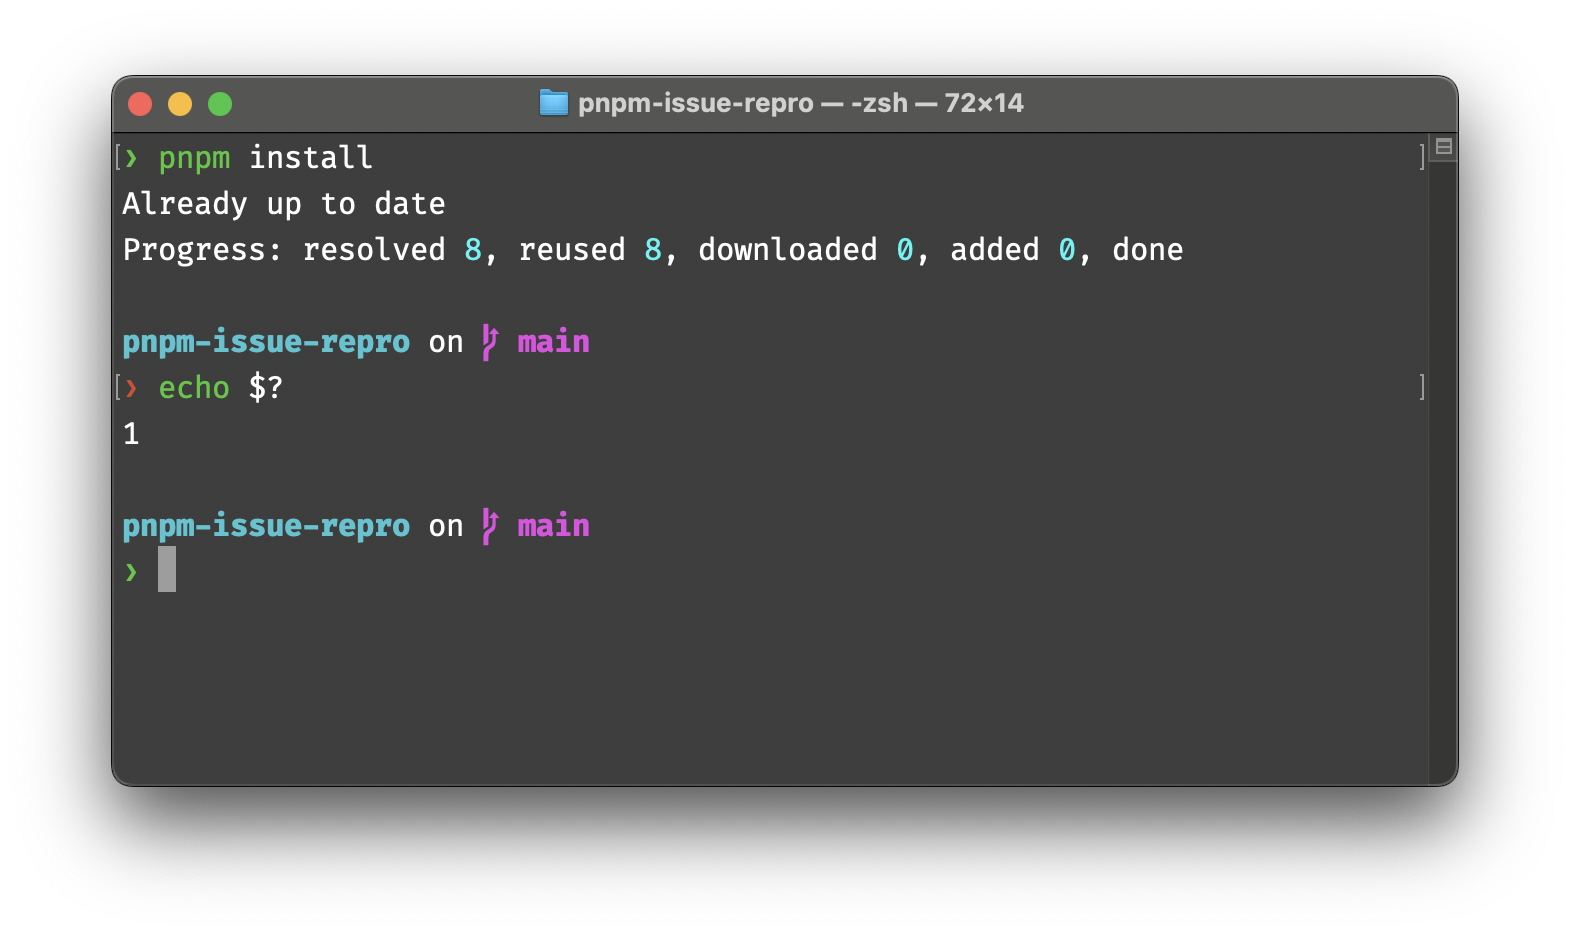 pnpm-issue-repro — -zsh — 72×14
[❯ pnpm install ]
Already up to date
Progress: resolved 8, reused 8, downloaded 0, added 0, done
pnpm-issue-repro on main
[❯ echo $? ]
1
pnpm-issue-repro on main
❯